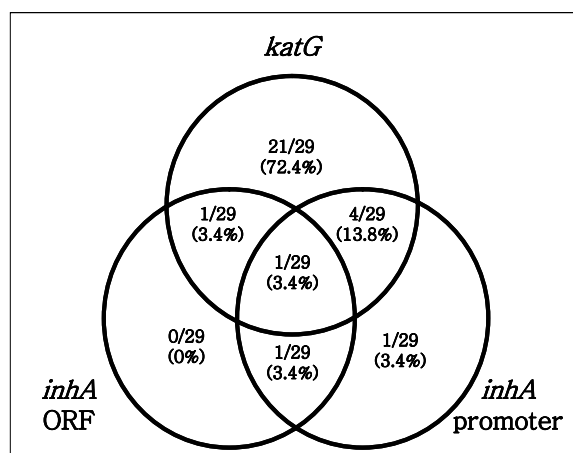 katG
21/29
(72.4%)
1/29
(3.4%)
4/29
(13.8%)
1/29
(3.4%)
0/29
(0%)
1/29
(3.4%)
1/29
(3.4%)
inhA
ORF
inhA
promoter